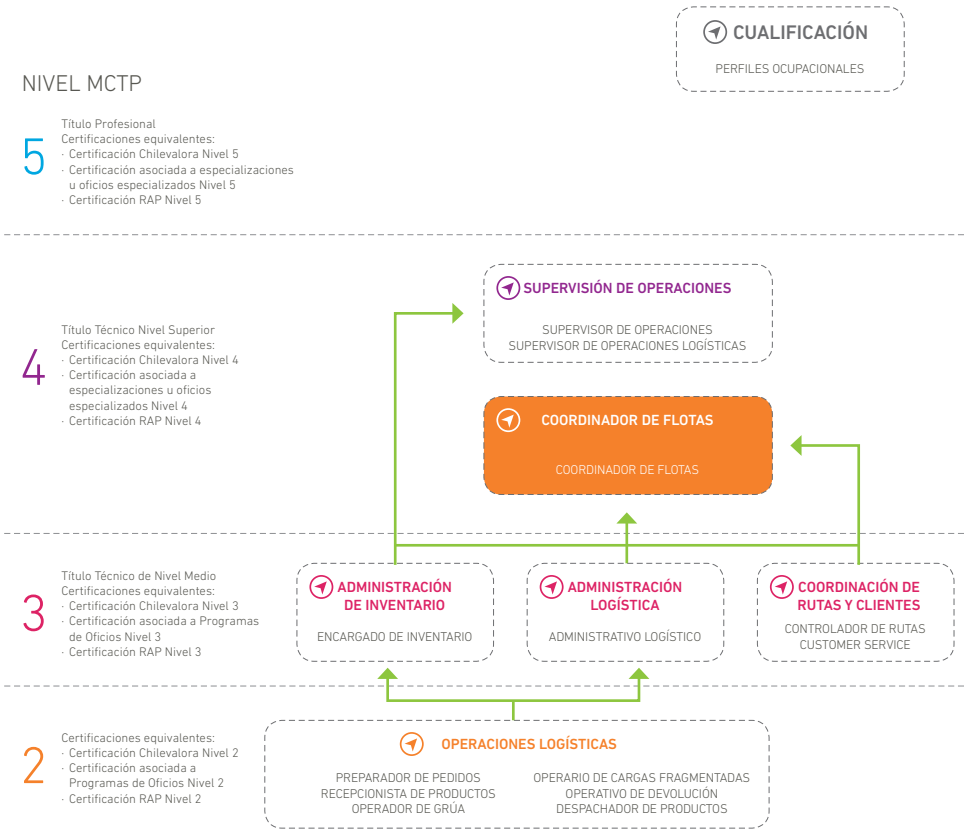 CUALIFICACIÓN
PERFILES OCUPACIONALES
NIVEL MCTP
5
Título Profesional
Certificaciones equivalentes:
· Certificación Chilevalora Nivel 5
· Certificación asociada a especializaciones
u oficios especializados Nivel 5
· Certificación RAP Nivel 5
SUPERVISIÓN DE OPERACIONES
SUPERVISOR DE OPERACIONES
SUPERVISOR DE OPERACIONES LOGÍSTICAS
4
Título Técnico Nivel Superior
Certificaciones equivalentes:
· Certificación Chilevalora Nivel 4
· Certificación asociada a
especializaciones u oficios
especializados Nivel 4
· Certificación RAP Nivel 4
COORDINADOR DE FLOTAS
COORDINADOR DE FLOTAS
3
Título Técnico de Nivel Medio
Certificaciones equivalentes:
· Certificación Chilevalora Nivel 3
· Certificación asociada a Programas
de Oficios Nivel 3
· Certificación RAP Nivel 3
ADMINISTRACIÓN
DE INVENTARIO
ENCARGADO DE INVENTARIO
ADMINISTRACIÓN
LOGÍSTICA
ADMINISTRATIVO LOGÍSTICO
COORDINACIÓN DE
RUTAS Y CLIENTES
CONTROLADOR DE RUTAS
CUSTOMER SERVICE
2
Certificaciones equivalentes:
· Certificación Chilevalora Nivel 2
· Certificación asociada a
Programas de Oficios Nivel 2
· Certificación RAP Nivel 2
OPERACIONES LOGÍSTICAS
PREPARADOR DE PEDIDOS
RECEPCIONISTA DE PRODUCTOS
OPERADOR DE GRÚA
OPERARIO DE CARGAS FRAGMENTADAS
OPERATIVO DE DEVOLUCIÓN
DESPACHADOR DE PRODUCTOS